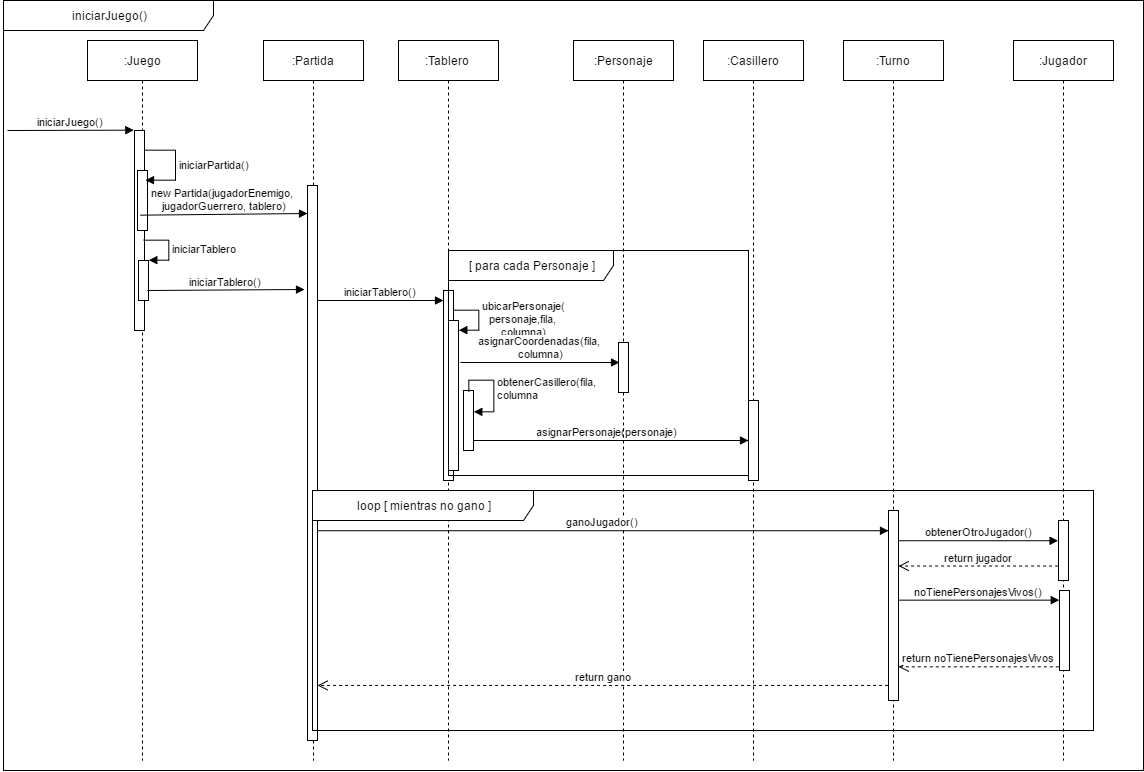 iniciarJuego()
:Juego
:Partida
:Tablero
:Personaje
:Casillero
:Turno
:Jugador
iniciarJuego()
iniciarPartida()
new Partida(jugadorEnemigo,
jugadorGuerrero, tablero)
iniciarTablero
iniciarTablero()
[ para cada Personaje ]
iniciarTablero()
ubicarPersonaje(
personaje,fila,
columna)
asignarCoordenadas(fila,
columna)
obtenerCasillero(fila,
columna
asignarPersonaje(personaje)
loop [ mientras no gano ]
ganoJugador()
obtenerOtroJugador()
return jugador
noTienePersonajesVivos()
return noTienePersonajesVivos
return gano